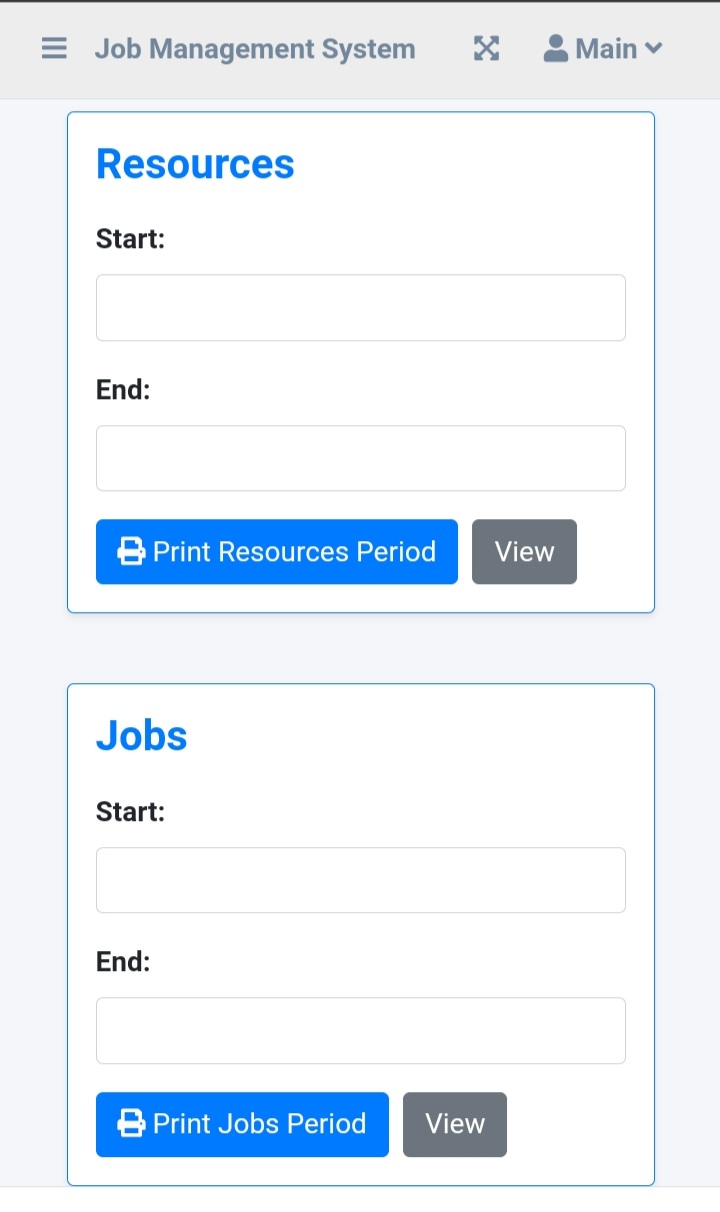 Job Management System Main
Resources
Start:
End:
Print Resources Period View
Jobs
Start:
End:
Print Jobs Period View